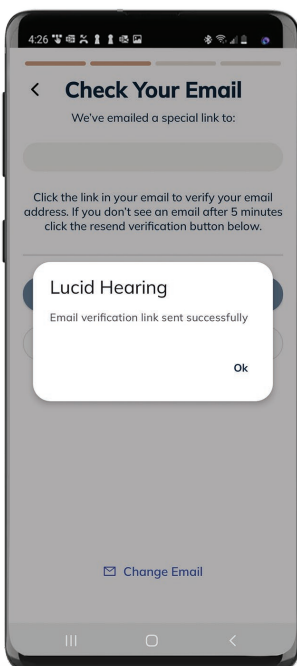 4:26
Check Your Email
We've emailed a special link to:
Click the link in your email to verify your email
address. If you don't see an email after 5 minutes
click the resend verification button below.
Lucid Hearing
Email verification link sent successfully
Ok
Change Email